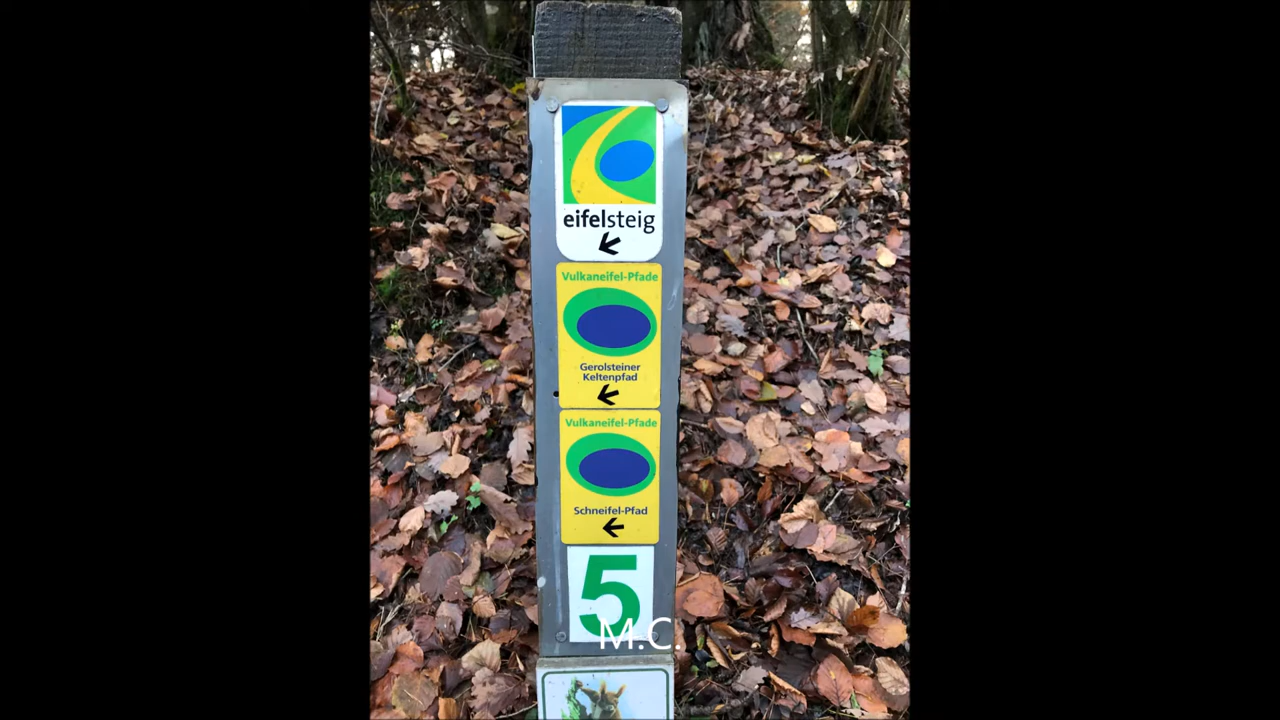 eifelsteig
Vulkaneifel-Pfade
Gerolsteiner
Keltenpfad
Vulkaneifel-Pfade
Schneifel-Pfad
5
M.C.